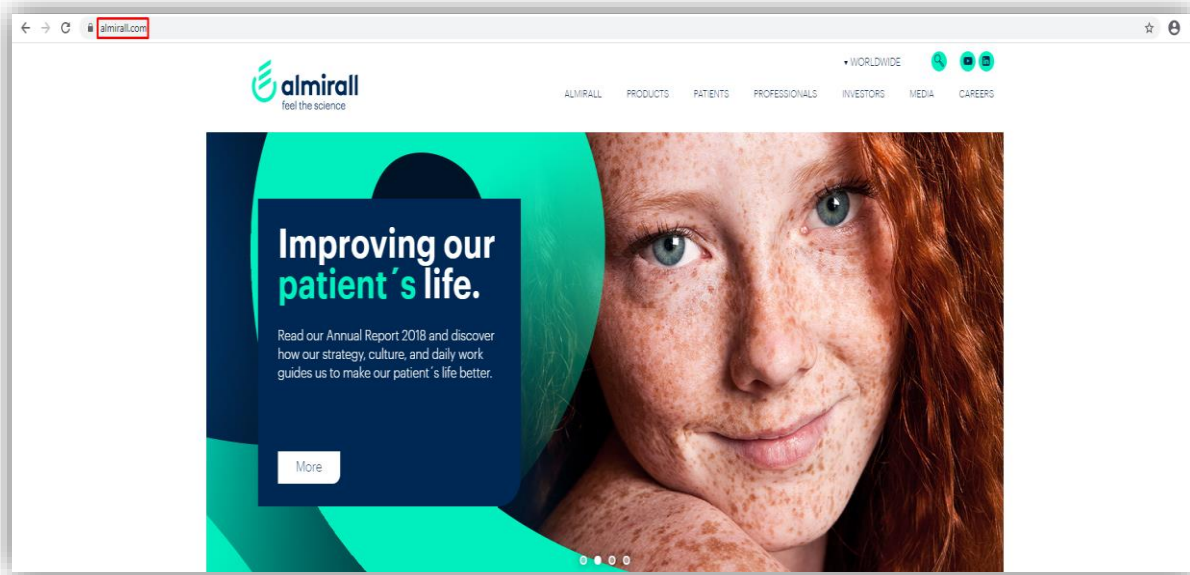 almirall.com
▾ WORLDWIDE
almirall
feel the science
ALMIRALL PRODUCTS PATIENTS PROFESSIONALS INVESTORS MEDIA CAREERS
Improving our
patient´s life.
Read our Annual Report 2018 and discover
how our strategy, culture, and daily work
guides us to make our patient´s life better.
More